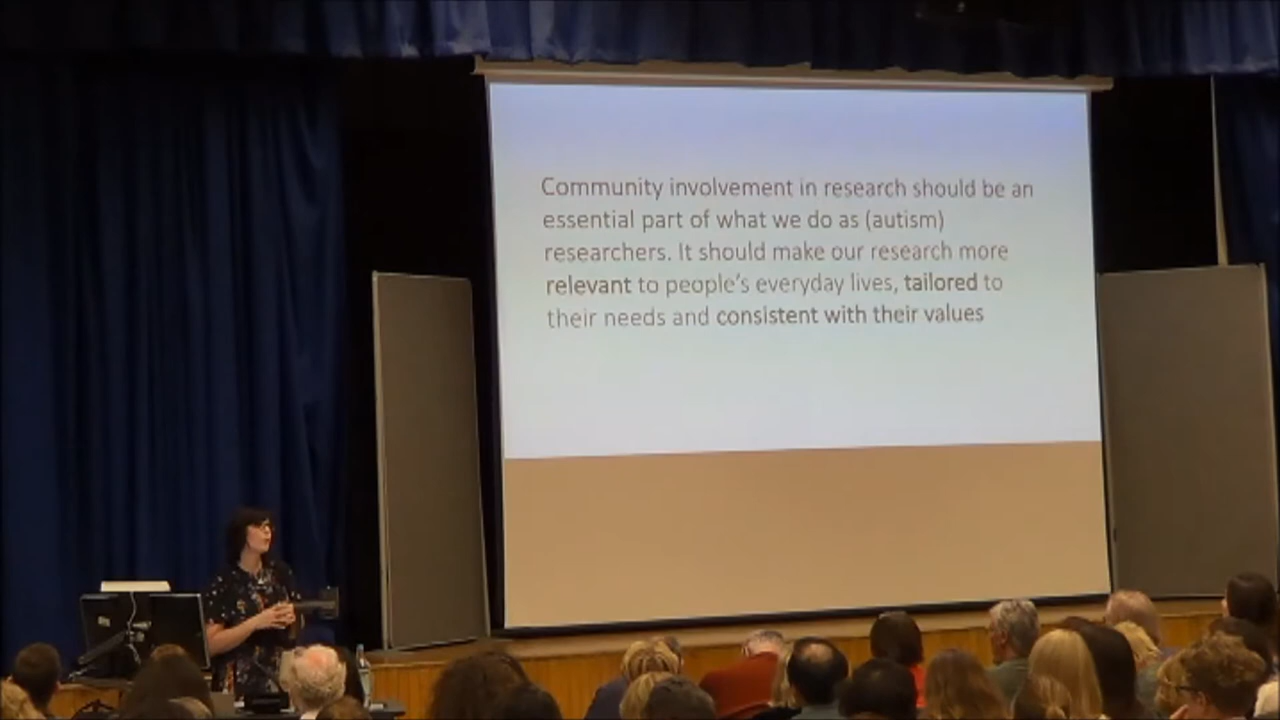 Community involvement in research should be an
essential part of what we do as (autism)
researchers. It should make our research more
relevant to people's everyday lives, tailored to
their needs and consistent with their values